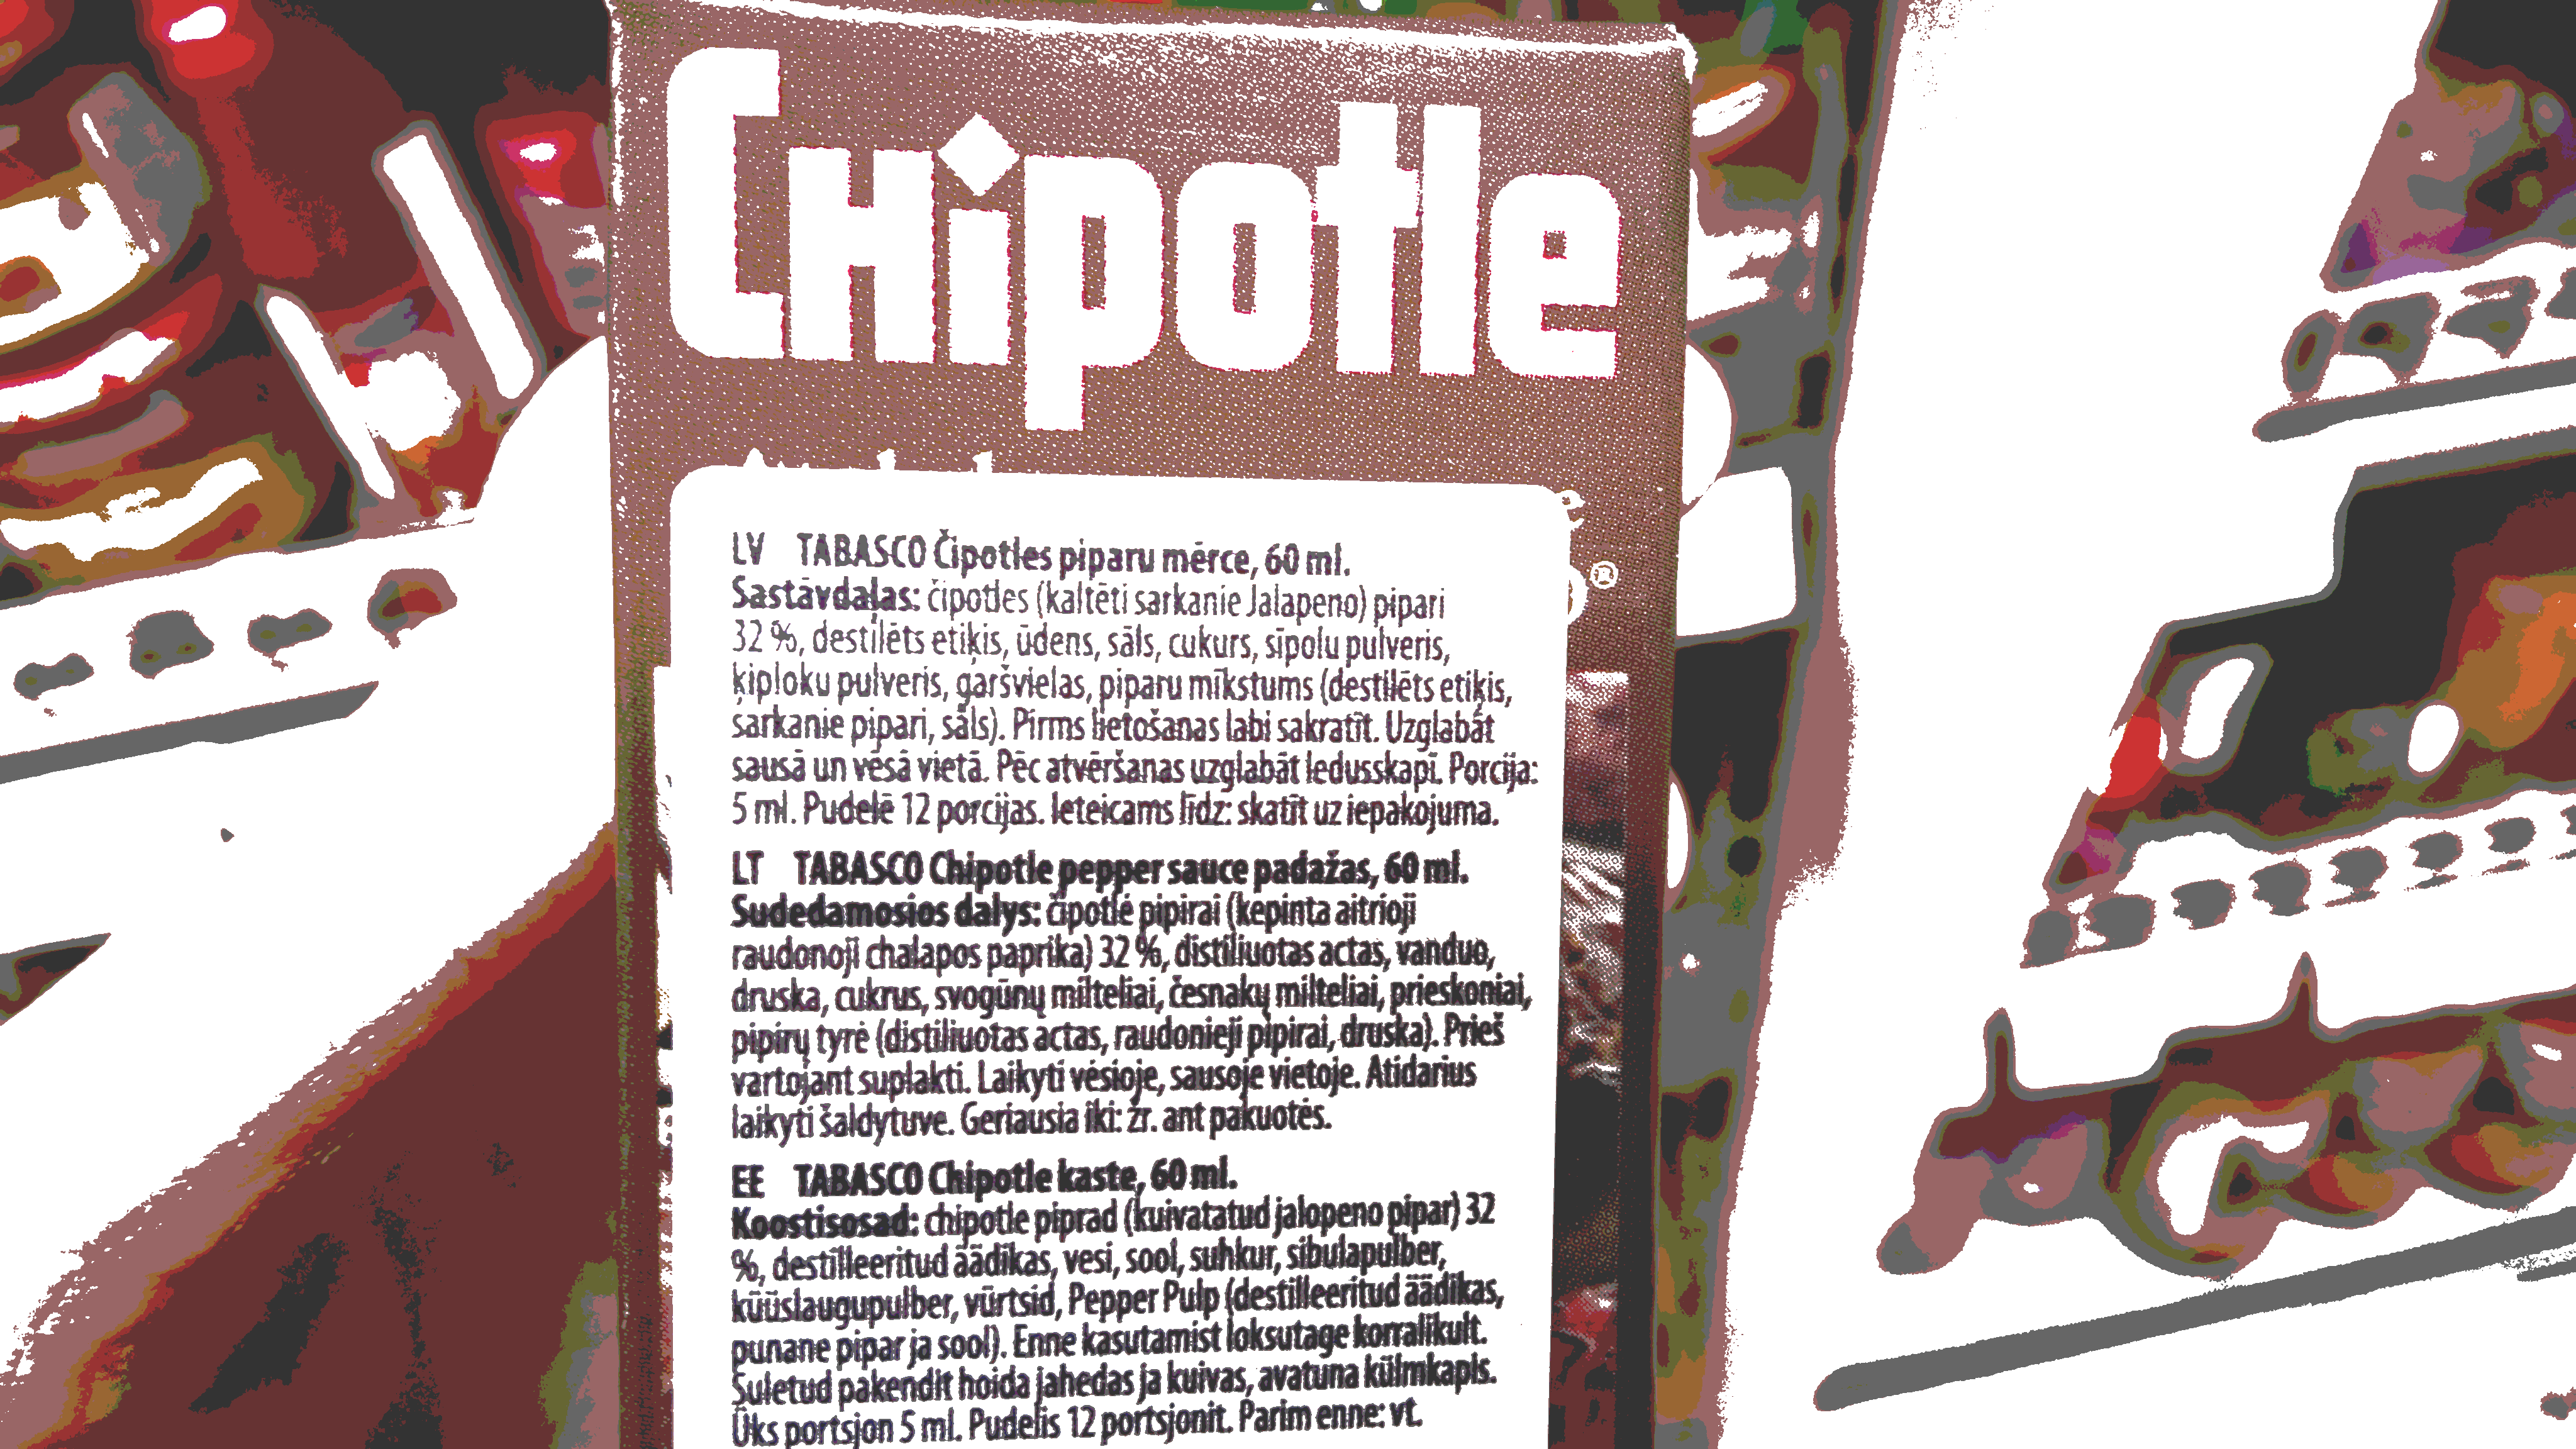 Chipotle
®
LV TABASCO Čipotles piparu mērce, 60 ml.
Sastāvdaļas: čipotles (kaltēti sarkanie Jalapeno) pipari
32 %, destilēts etiķis, ūdens, sāls, cukurs, sīpolu pulveris,
ķiploku pulveris, garšvielas, piparu mīkstums (destilēts etiķis,
sarkanie pipari, sāls). Pirms lietošanas labi sakratīt. Uzglabāt
sausā un vēsā vietā. Pēc atvēršanas uzglabāt ledusskapī. Porcija:
5 ml. Pudelē 12 porcijas. Ieteicams līdz: skatīt uz iepakojuma.
LT TABASCO Chipotle pepper sauce padažas, 60 ml.
Sudedamosios dalys: čipotlė pipirai (kepinta aitrioji
raudonoji chalapos paprika) 32 %, distiliuotas actas, vanduo,
druska, cukrus, svogūnų milteliai, česnakų milteliai, prieskoniai,
pipirų tyrė (distiliuotas actas, raudonieji pipirai, druska). Prieš
vartojant suplakti. Laikyti vėsioje, sausoje vietoje. Atidarius
laikyti šaldytuve. Geriausia iki: žr. ant pakuotės.
EE TABASCO Chipotle kaste, 60 ml.
Koostisosad: chipotle piprad (kuivatatud jalopeno pipar) 32
%, destilleeritud äädikas, vesi, sool, suhkur, sibulapulber,
küüslaugupulber, vürtsid, Pepper Pulp (destilleeritud äädikas,
punane pipar ja sool). Enne kasutamist loksutage korralikult.
Suletud pakendit hoida jahedas ja kuivas, avatuna külmkapis.
Üks portsjon 5 ml. Pudelis 12 portsjonit. Parim enne: vt.